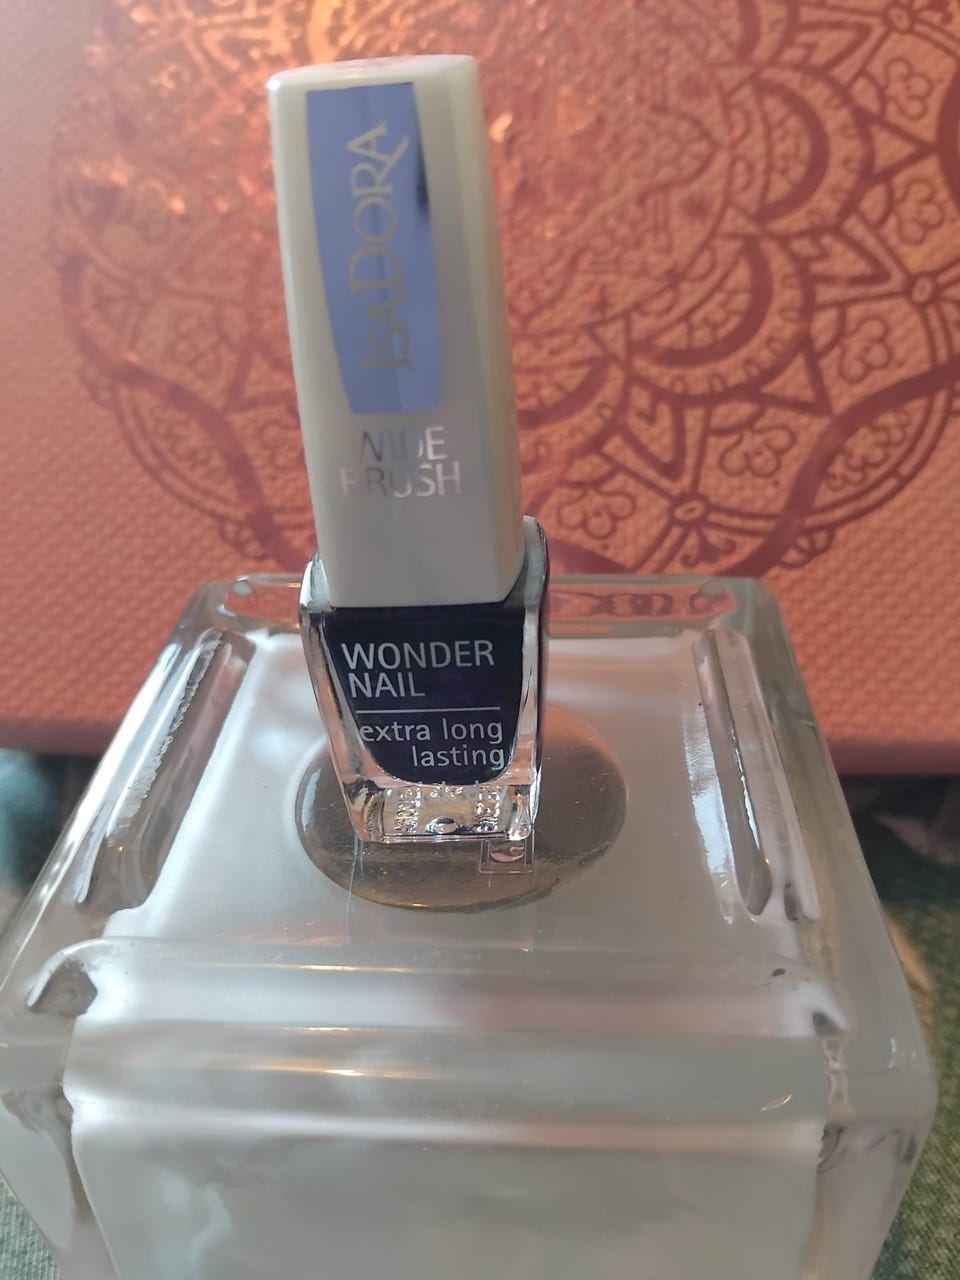 ISADORA
WIDE
BRUSH
WONDER
NAIL
extra long
lasting